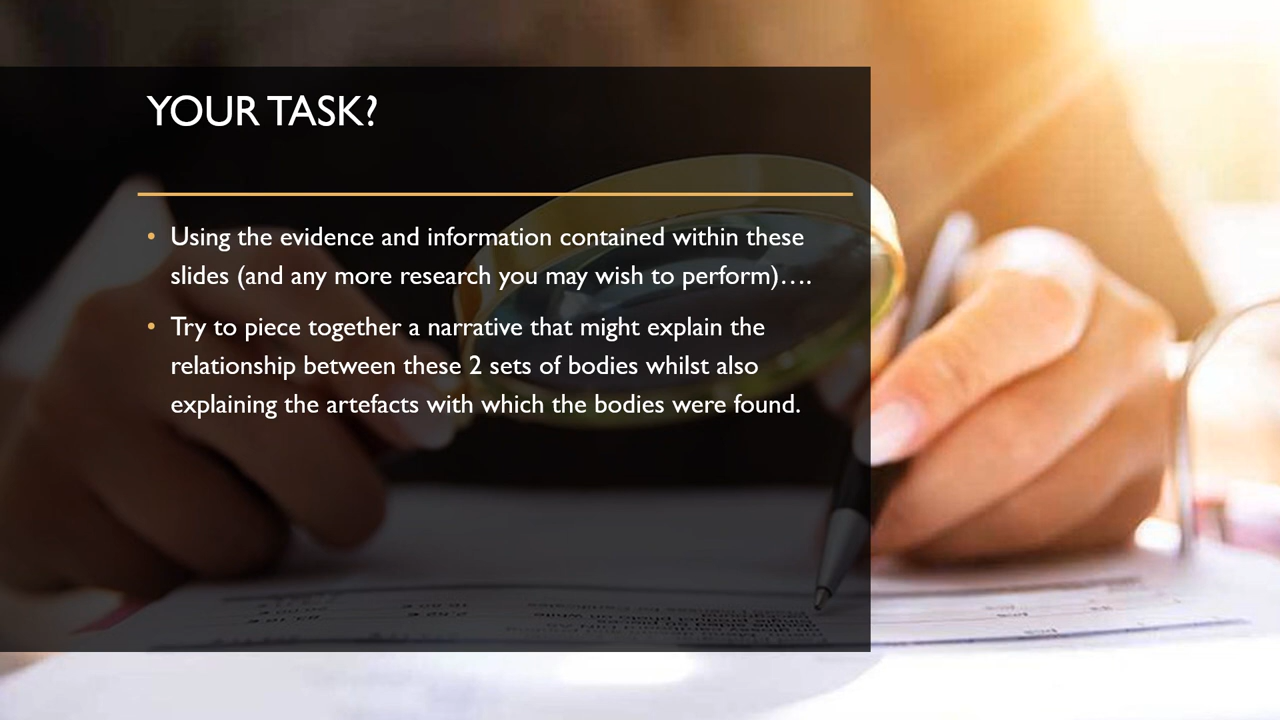 YOUR TASK?
• Using the evidence and information contained within these
slides (and any more research you may wish to perform)….
• Try to piece together a narrative that might explain the
relationship between these 2 sets of bodies whilst also
explaining the artefacts with which the bodies were found.